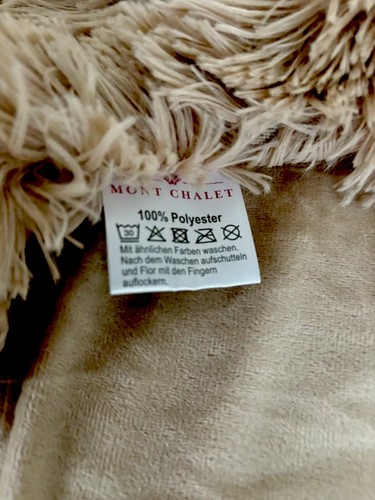 MONT CHALET
100% Polyester
30
Mit ähnlichen Farben waschen.
Nach dem Waschen aufschütteln
und Flor mit den Fingern
auflockern.